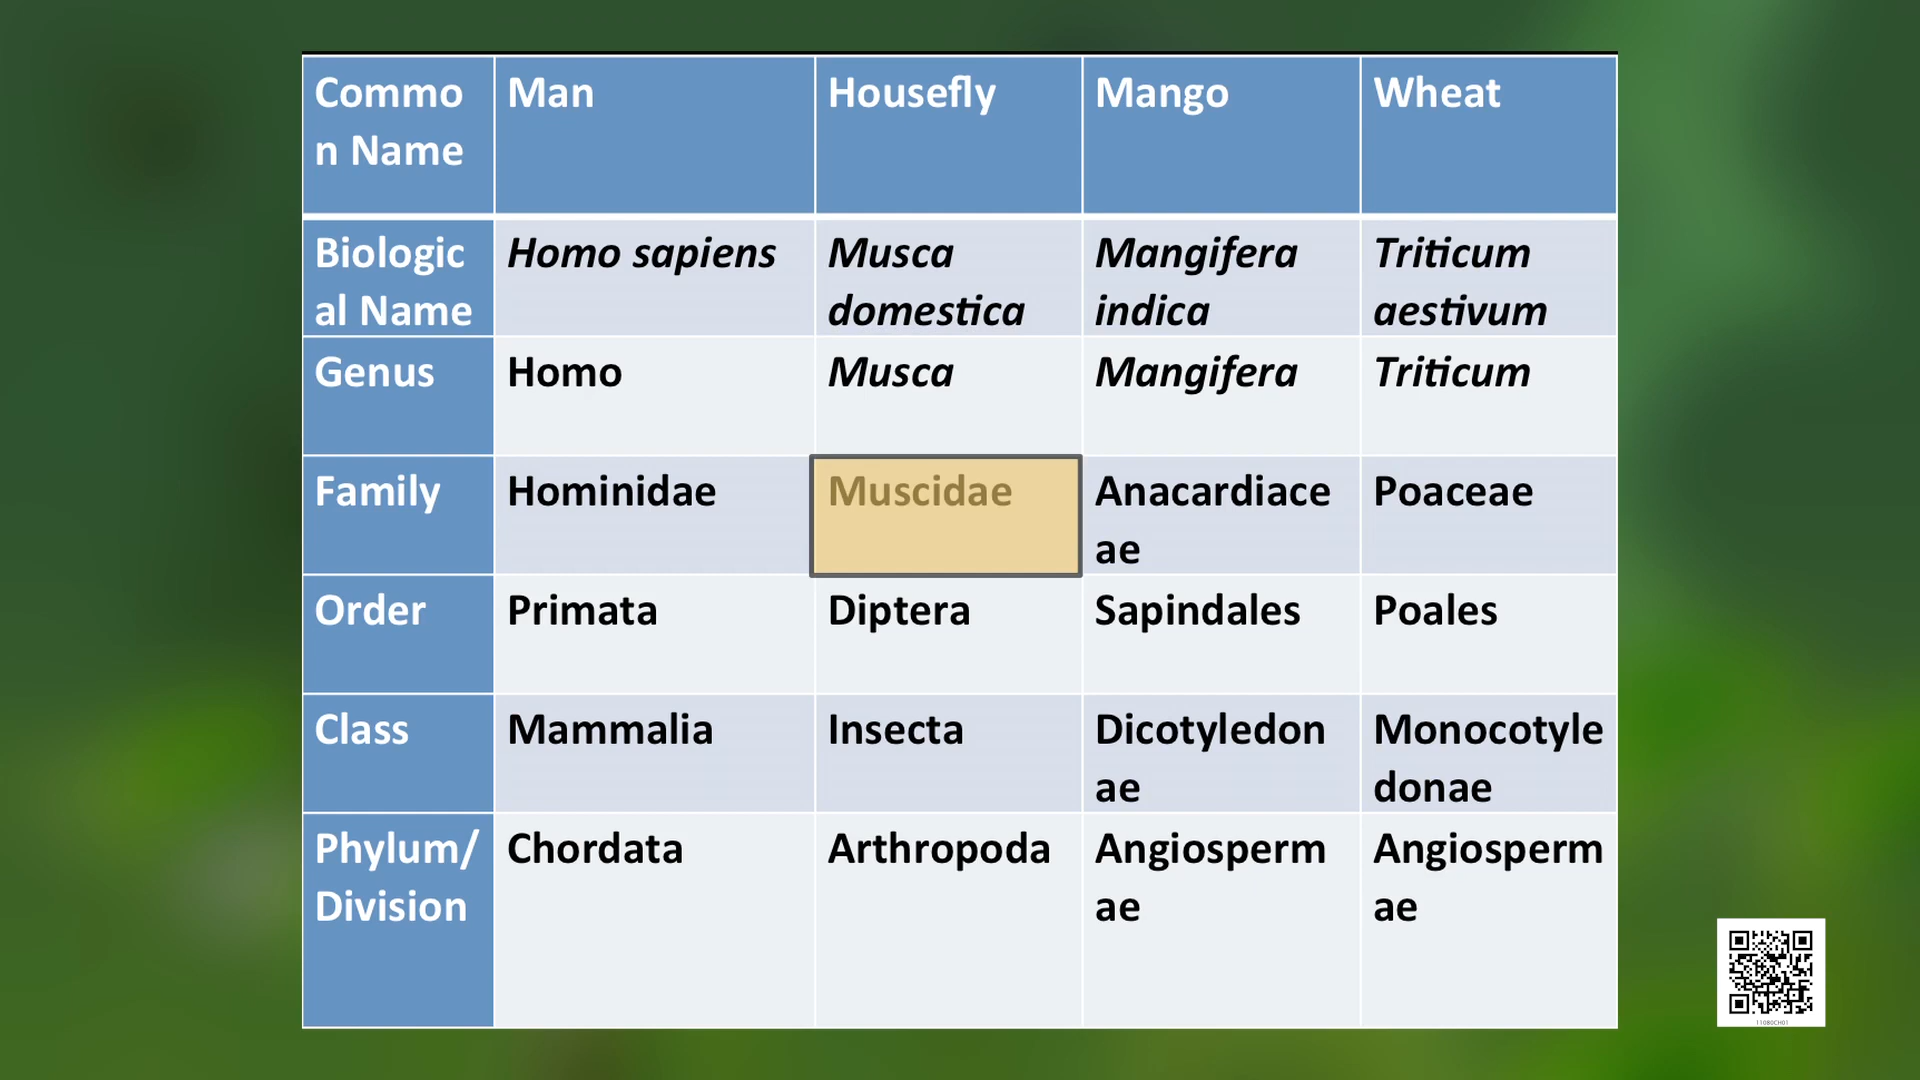 Commo
n Name
Man
Housefly
Mango
Wheat
Biologic
al Name
Homo sapiens
Musca
domestica
Mangifera
indica
Triticum
aestivum
Genus
Homo
Musca
Mangifera
Triticum
Family
Hominidae
Muscidae
Anacardiace
ae
Poaceae
Order
Primata
Diptera
Sapindales
Poales
Class
Mammalia
Insecta
Dicotyledon
ae
Monocotyle
donae
Phylum/
Division
Chordata
Arthropoda
Angiosperm
ae
Angiosperm
ae
11080CH01